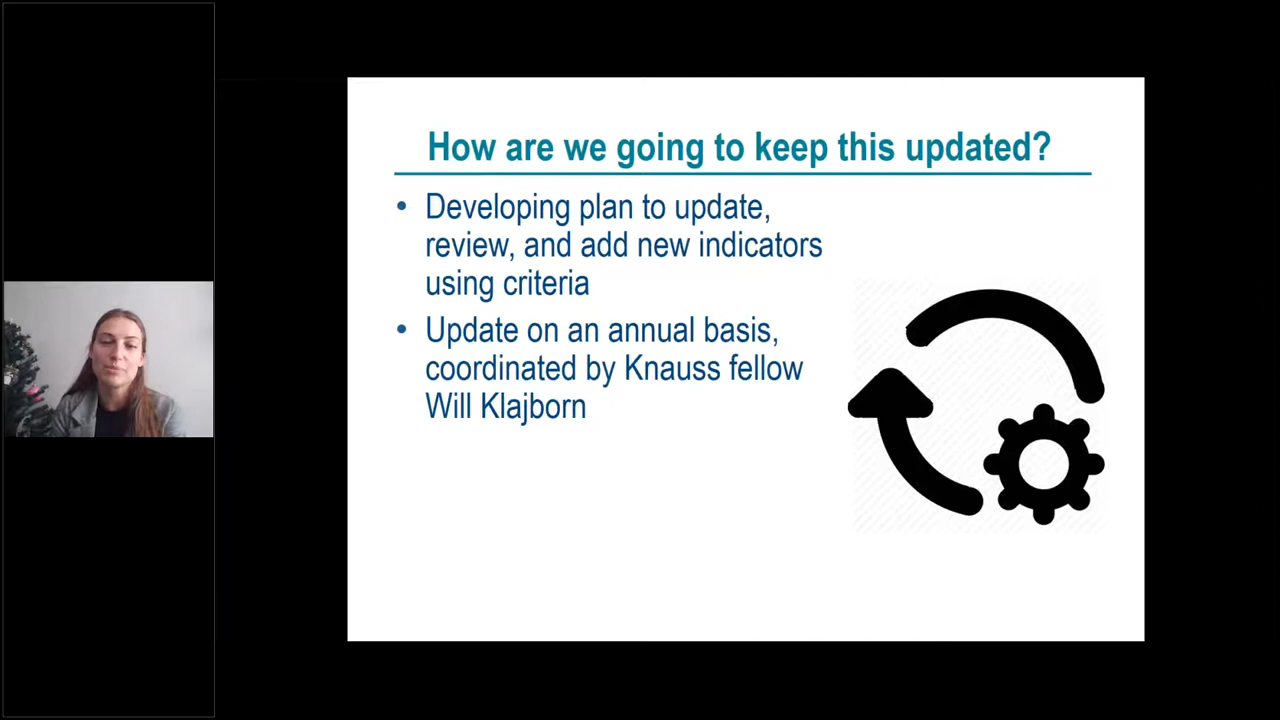 How are we going to keep this updated?
• Developing plan to update,
review, and add new indicators
using criteria
• Update on an annual basis,
coordinated by Knauss fellow
Will Klajborn